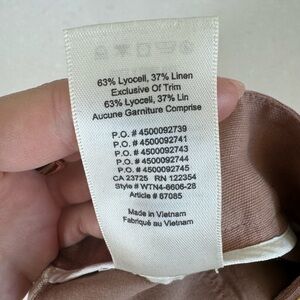 63% Lyocell, 37% Linen
Exclusive Of Trim
63% Lyocell, 37% Lin
Aucune Garniture Comprise
P.O. # 4500092739
P.O. # 4500092741
P.O. # 4500092743
P.O. # 4500092744
P.O. # 4500092745
CA 23725 RN 122354
Style # WTN4-6606-28
Article # 67085
Made in Vietnam
Fabriqué au Vietnam